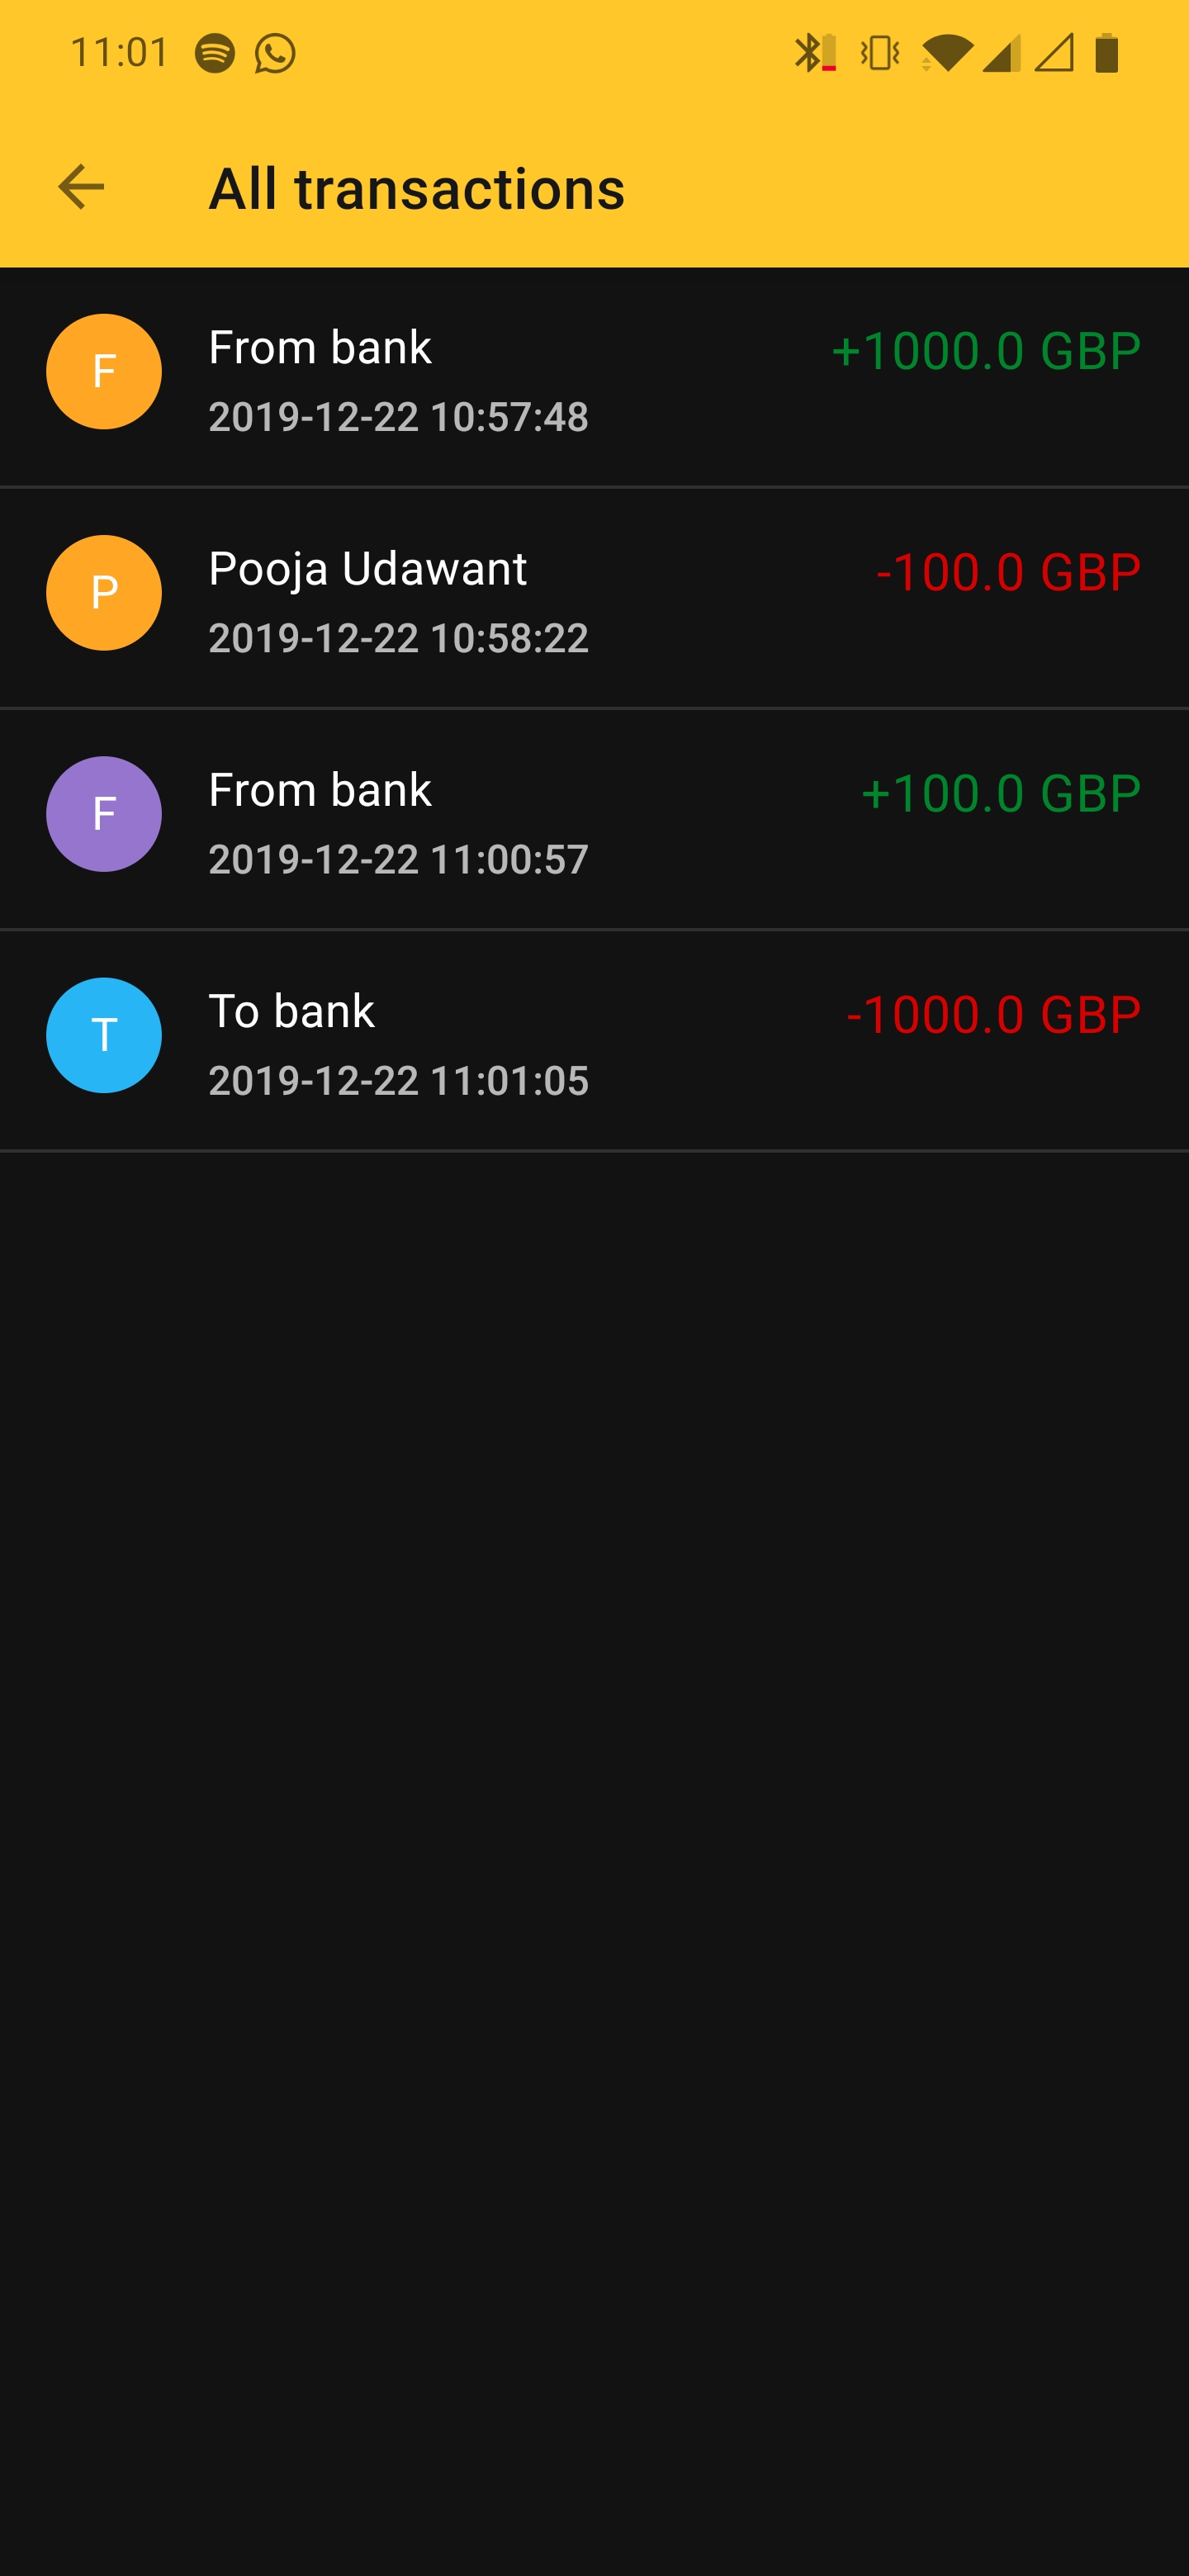 11:01
All transactions
F
From bank
+1000.0 GBP
2019-12-22 10:57:48
P
Pooja Udawant
-100.0 GBP
2019-12-22 10:58:22
F
From bank
+100.0 GBP
2019-12-22 11:00:57
T
To bank
-1000.0 GBP
2019-12-22 11:01:05